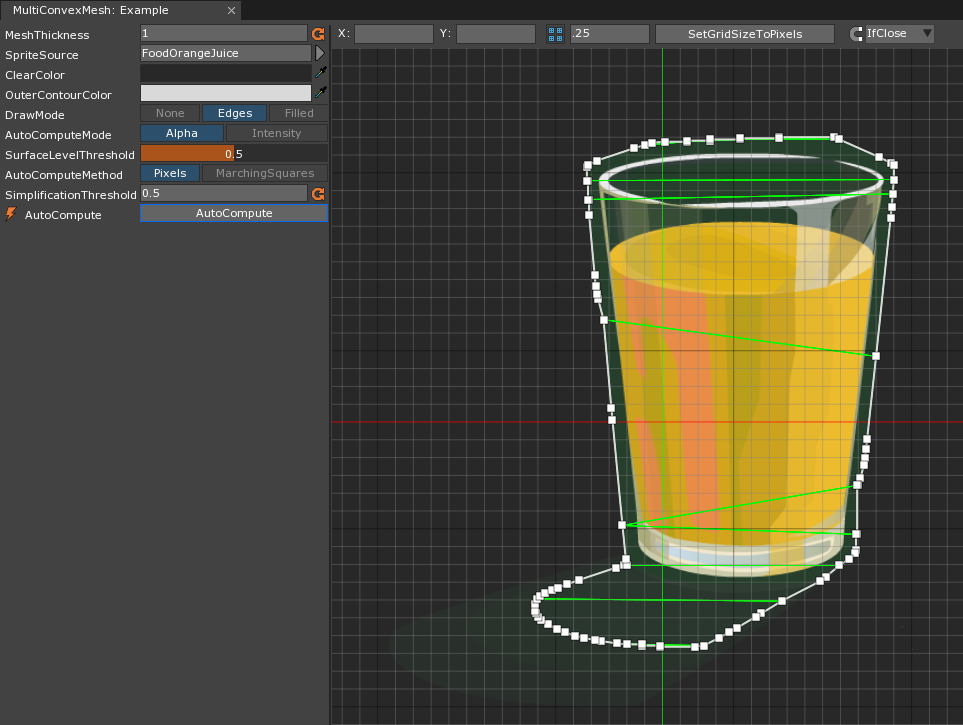 MultiConvexMesh: Example ×
MeshThickness 1
SpriteSource FoodOrangeJuice
ClearColor
OuterContourColor
DrawMode None Edges Filled
AutoComputeMode Alpha Intensity
SurfaceLevelThreshold 0.5
AutoComputeMethod Pixels MarchingSquares
SimplificationThreshold 0.5
AutoCompute AutoCompute
X: Y: .25 SetGridSizeToPixels IfClose